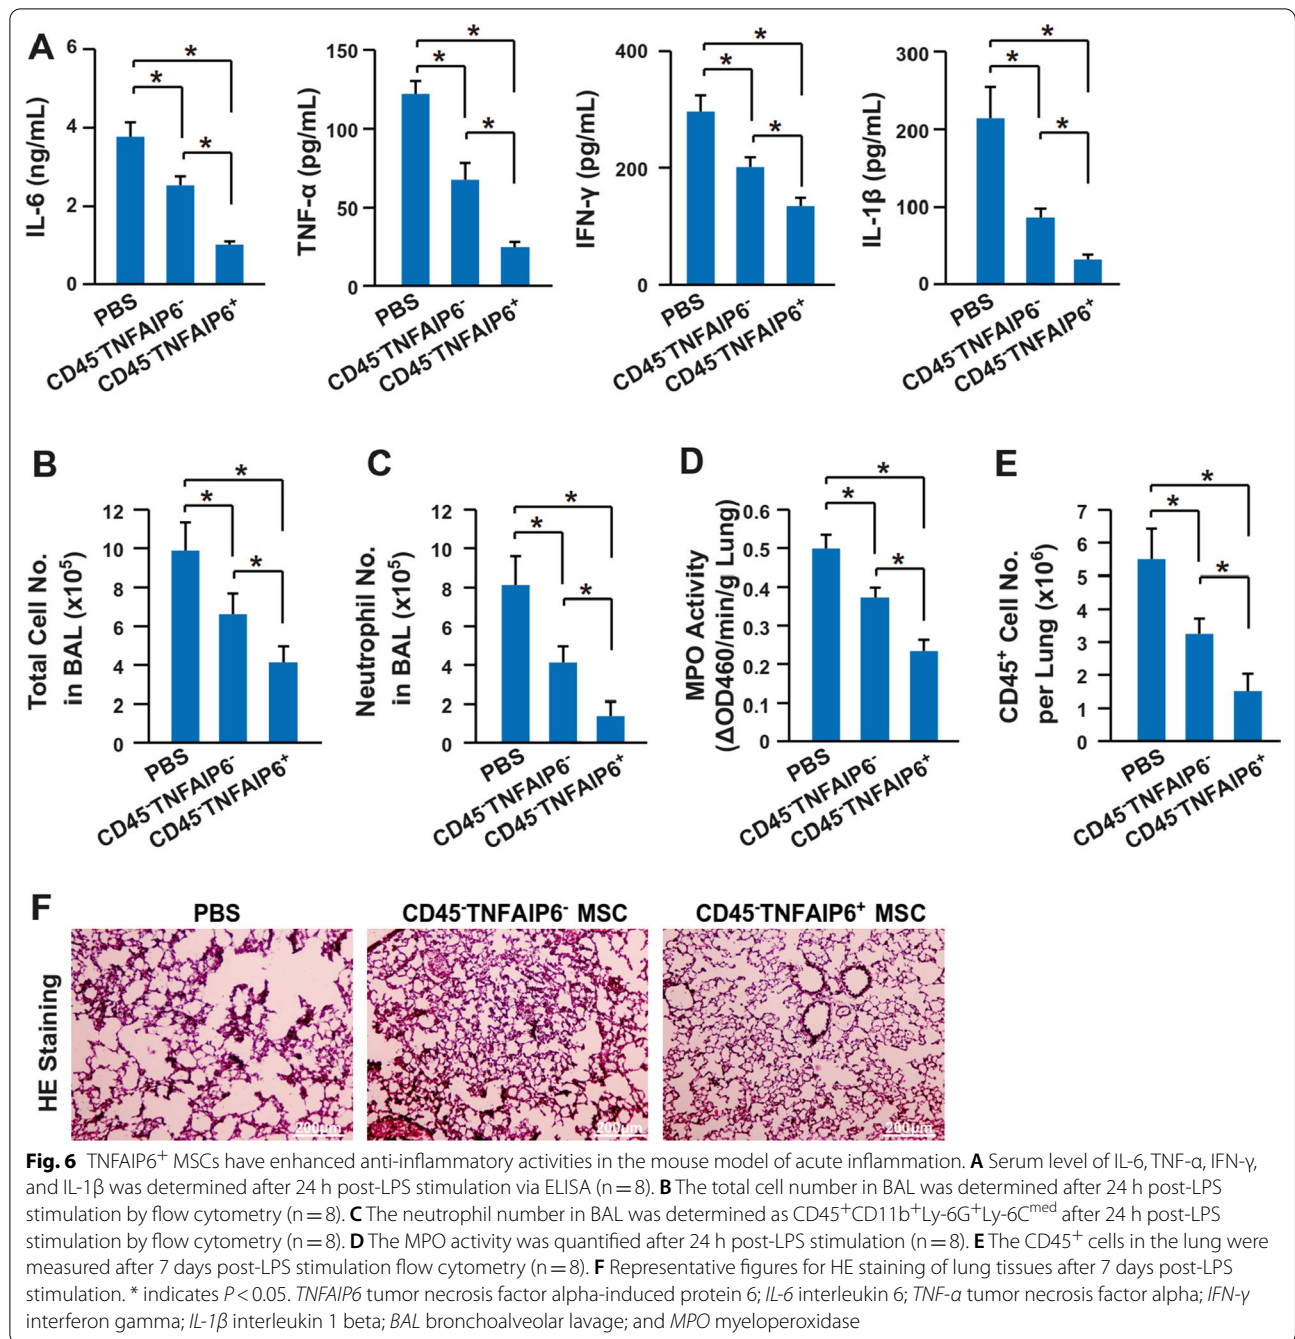 A
IL-6 (ng/mL)
6
4
2
0
*
*
*
PBS
CD45⁻TNFAIP6⁻
CD45⁻TNFAIP6⁺
TNF-α (pg/mL)
150
100
50
0
*
*
*
PBS
CD45⁻TNFAIP6⁻
CD45⁻TNFAIP6⁺
IFN-γ (pg/mL)
400
200
0
*
*
*
PBS
CD45⁻TNFAIP6⁻
CD45⁻TNFAIP6⁺
IL-1β (pg/mL)
300
200
100
0
*
*
*
PBS
CD45⁻TNFAIP6⁻
CD45⁻TNFAIP6⁺
B
Total Cell No.
in BAL (x10⁵)
12
10
8
6
4
2
0
*
*
*
PBS
CD45⁻TNFAIP6⁻
CD45⁻TNFAIP6⁺
C
Neutrophil No.
in BAL (x10⁵)
12
10
8
6
4
2
0
*
*
*
PBS
CD45⁻TNFAIP6⁻
CD45⁻TNFAIP6⁺
D
MPO Activity
(ΔOD460/min/g Lung)
0.6
0.5
0.4
0.3
0.2
0.1
0
*
*
*
PBS
CD45⁻TNFAIP6⁻
CD45⁻TNFAIP6⁺
E
CD45⁺ Cell No.
per Lung (x10⁶)
7
6
5
4
3
2
1
0
*
*
*
PBS
CD45⁻TNFAIP6⁻
CD45⁻TNFAIP6⁺
F
PBS
CD45⁻TNFAIP6⁻ MSC
CD45⁻TNFAIP6⁺ MSC
HE Staining
200μm
200μm
200μm
Fig. 6 TNFAIP6⁺ MSCs have enhanced anti-inflammatory activities in the mouse model of acute inflammation. A Serum level of IL-6, TNF-α, IFN-γ,
and IL-1β was determined after 24 h post-LPS stimulation via ELISA (n = 8). B The total cell number in BAL was determined after 24 h post-LPS
stimulation by flow cytometry (n = 8). C The neutrophil number in BAL was determined as CD45⁺CD11b⁺Ly-6G⁺Ly-6Cᵐᵉᵈ after 24 h post-LPS
stimulation by flow cytometry (n = 8). D The MPO activity was quantified after 24 h post-LPS stimulation (n = 8). E The CD45⁺ cells in the lung were
measured after 7 days post-LPS stimulation flow cytometry (n = 8). F Representative figures for HE staining of lung tissues after 7 days post-LPS
stimulation. * indicates P < 0.05. TNFAIP6 tumor necrosis factor alpha-induced protein 6; IL-6 interleukin 6; TNF-α tumor necrosis factor alpha; IFN-γ
interferon gamma; IL-1β interleukin 1 beta; BAL bronchoalveolar lavage; and MPO myeloperoxidase